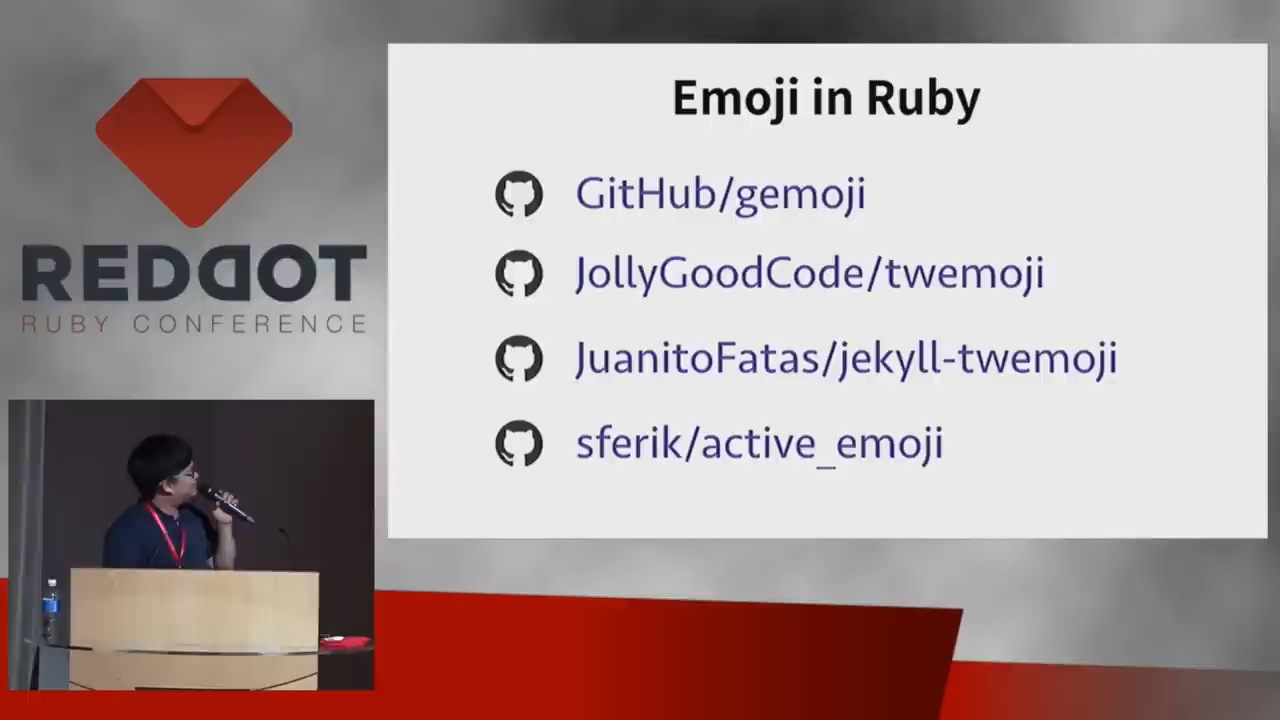 REDDOT
RUBY CONFERENCE
Emoji in Ruby
GitHub/gemoji
JollyGoodCode/twemoji
JuanitoFatas/jekyll-twemoji
sferik/active_emoji